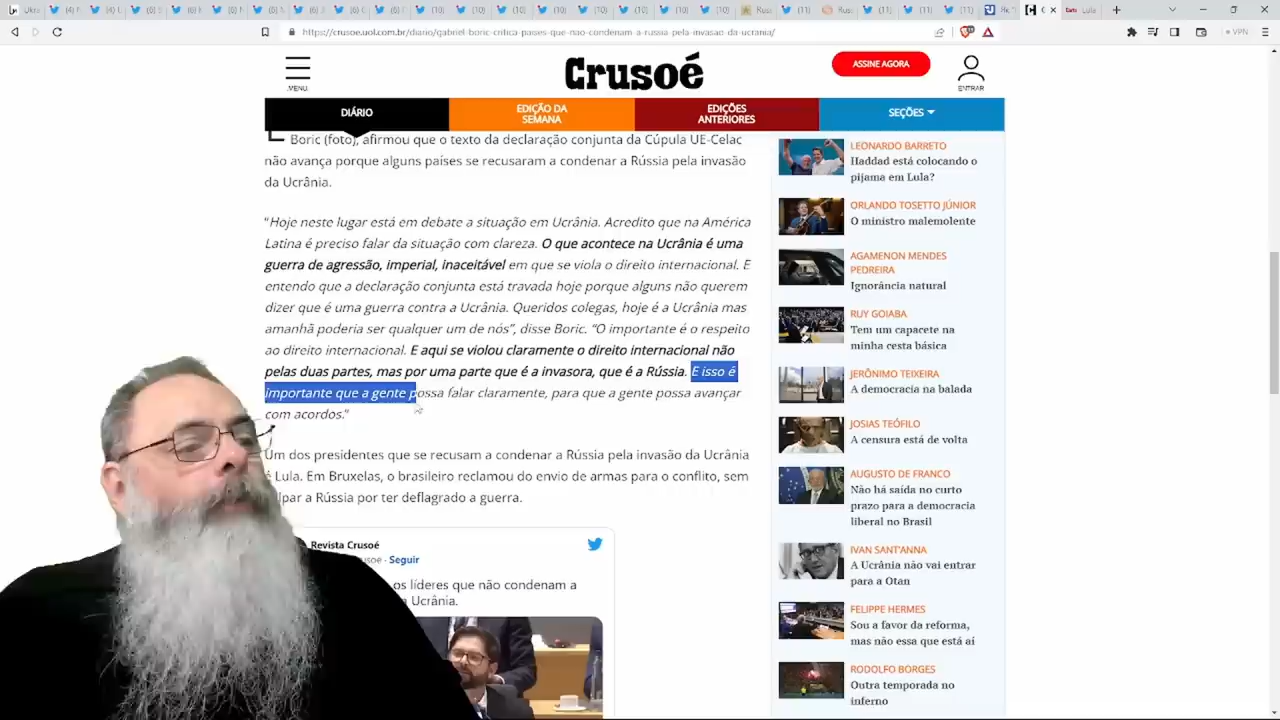 https://crusoe.uol.com.br/diario/gabriel-boric-critica-paises-que-nao-condenam-a-russia-pela-invasao-da-ucrania/
VPN
MENU
Crusoé
ASSINE AGORA
ENTRAR
DIÁRIO
EDIÇÃO DA
SEMANA
EDIÇÕES
ANTERIORES
SEÇÕES
Boric (foto), afirmou que o texto da declaração conjunta da Cúpula UE-Celac
não avança porque alguns países se recusaram a condenar a Rússia pela invasão
da Ucrânia.
"Hoje neste lugar está em debate a situação em Ucrânia. Acredito que na América
Latina é preciso falar da situação com clareza. O que acontece na Ucrânia é uma
guerra de agressão, imperial, inaceitável em que se viola o direito internacional. E
entendo que a declaração conjunta está travada hoje porque alguns não querem
dizer que é uma guerra contra a Ucrânia. Queridos colegas, hoje é a Ucrânia mas
amanhã poderia ser qualquer um de nós”, disse Boric. “O importante é o respeito
ao direito internacional. E aqui se violou claramente o direito internacional não
pelas duas partes, mas por uma parte que é a invasora, que é a Rússia. E isso é
importante que a gente possa falar claramente, para que a gente possa avançar
com acordos."
Um dos presidentes que se recusam a condenar a Rússia pela invasão da Ucrânia
é Lula. Em Bruxelas, o brasileiro reclamou do envio de armas para o conflito, sem
ulpar a Rússia por ter deflagrado a guerra.
Revista Crusoé
usoe · Seguir
os líderes que não condenam a
a Ucrânia.
LEONARDO BARRETO
Haddad está colocando o
pijama em Lula?
ORLANDO TOSETTO JÚNIOR
O ministro malemolente
AGAMENON MENDES
PEDREIRA
Ignorância natural
RUY GOIABA
Tem um capacete na
minha cesta básica
JERÔNIMO TEIXEIRA
A democracia na balada
JOSIAS TEÓFILO
A censura está de volta
AUGUSTO DE FRANCO
Não há saída no curto
prazo para a democracia
liberal no Brasil
IVAN SANT'ANNA
A Ucrânia não vai entrar
para a Otan
FELIPPE HERMES
Sou a favor da reforma,
mas não essa que está aí
RODOLFO BORGES
Outra temporada no
inferno